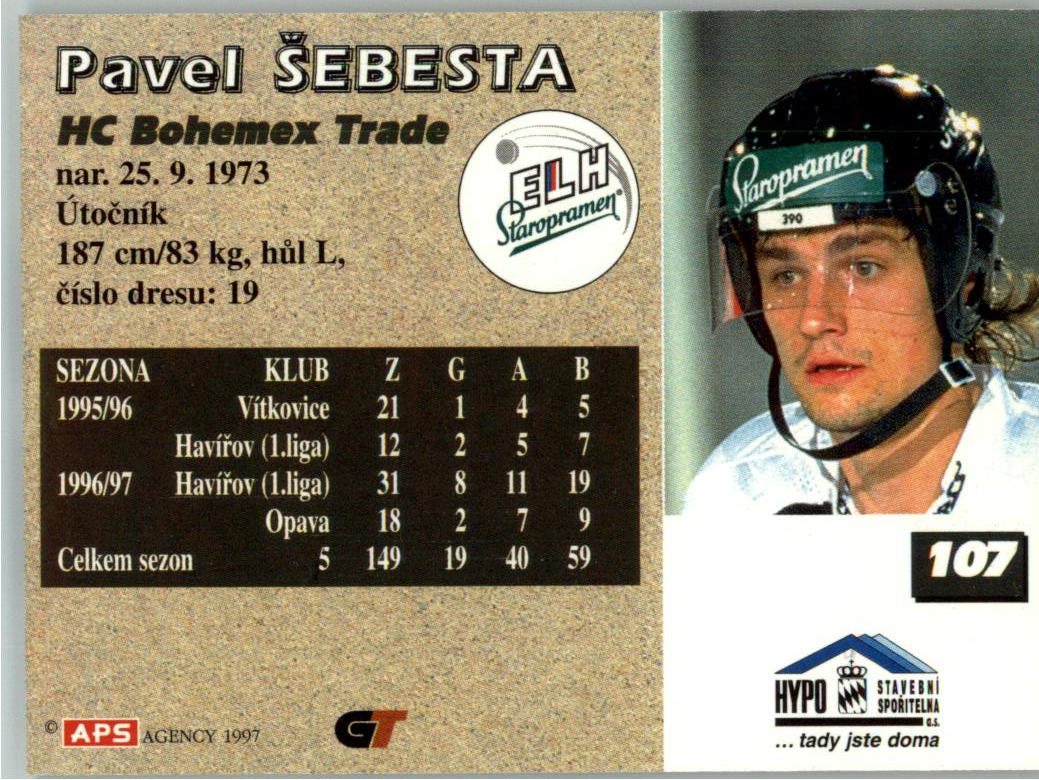 Pavel ŠEBESTA
HC Bohemex Trade
nar. 25. 9. 1973
Útočník
187 cm/83 kg, hůl L,
číslo dresu: 19
ELH
Staropramen
Staropramen
390
SEZONA KLUB Z G A B
1995/96 Vítkovice 21 1 4 5
Havířov (1.liga) 12 2 5 7
1996/97 Havířov (1.liga) 31 8 11 19
Opava 18 2 7 9
Celkem sezon 5 149 19 40 59
107
HYPO STAVEBNÍ
SPOŘITELNA
a.s.
... tady jste doma
© APS AGENCY 1997
GT